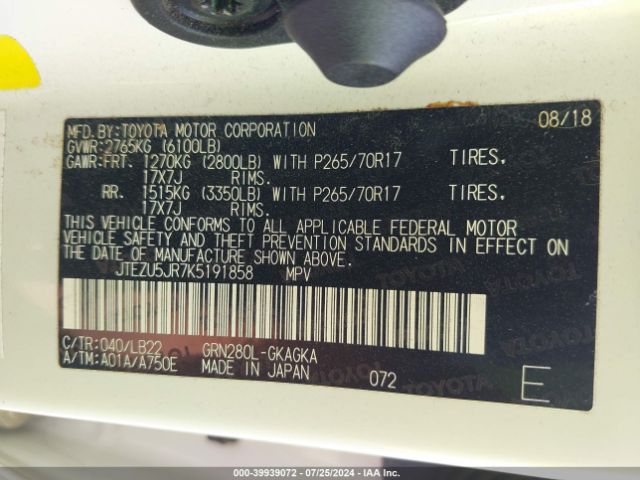 MFD.BY:TOYOTA MOTOR CORPORATION 08/18
GVWR:2765KG (6100LB)
GAWR:FRT. 1270KG (2800LB) WITH P265/70R17 TIRES.
17X7J RIMS.
RR. 1515KG (3350LB) WITH P265/70R17 TIRES.
17X7J RIMS.
THIS VEHICLE CONFORMS TO ALL APPLICABLE FEDERAL MOTOR
VEHICLE SAFETY AND THEFT PREVENTION STANDARDS IN EFFECT ON
THE DATE OF MANUFACTURE SHOWN ABOVE.
JTEZU5JR7K5191858 MPV
C/TR:040/LB22 GRN280L-GKAGKA
A/TM:A01A/A750E MADE IN JAPAN 072 E
000-39939072 | 07/25/2024 | IAA Inc.